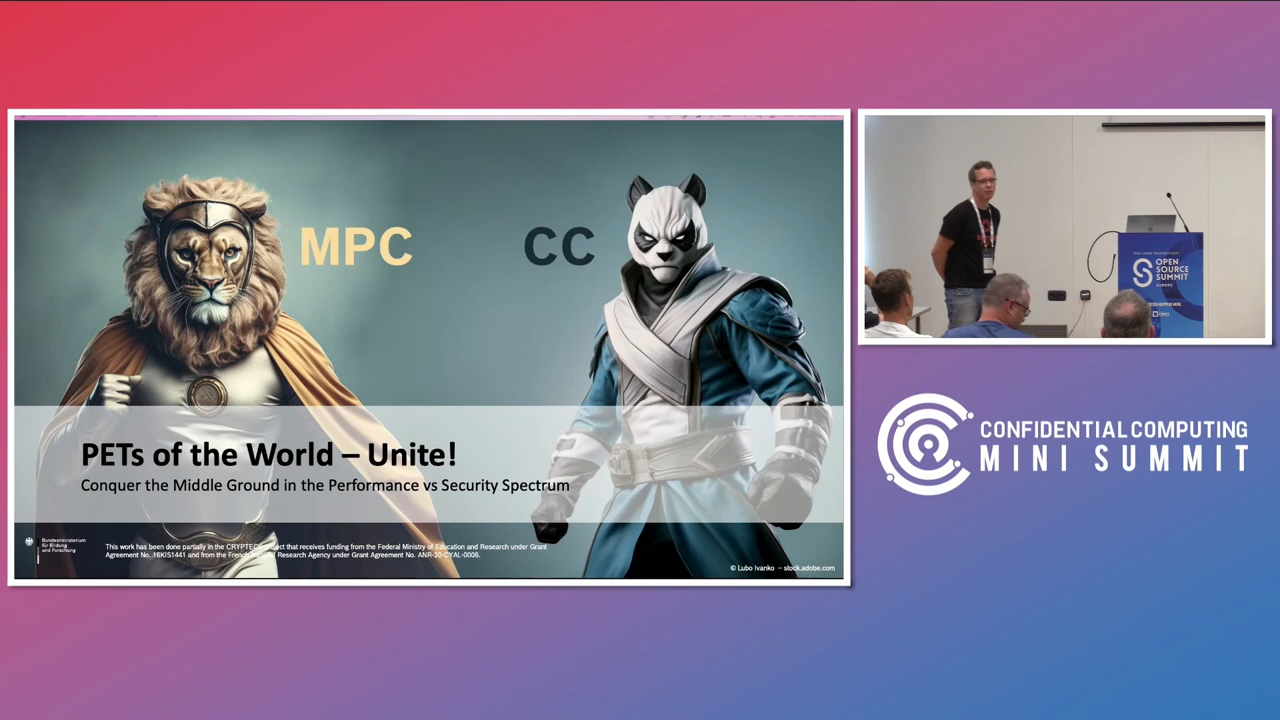 MPC
CC
PETs of the World – Unite!
Conquer the Middle Ground in the Performance vs Security Spectrum
Bundesministerium
für Bildung
und Forschung
This work has been done partially in the CRYPTECS project that receives funding from the Federal Ministry of Education and Research under Grant
Agreement No. 16KIS1441 and from the French National Research Agency under Grant Agreement No. ANR-20-CYAL-0006.
© Lubo Ivanko – stock.adobe.com
THE LINUX FOUNDATION
OPEN
SOURCE
SUMMIT
EUROPE
CONFIDENTIAL COMPUTING
MINI SUMMIT